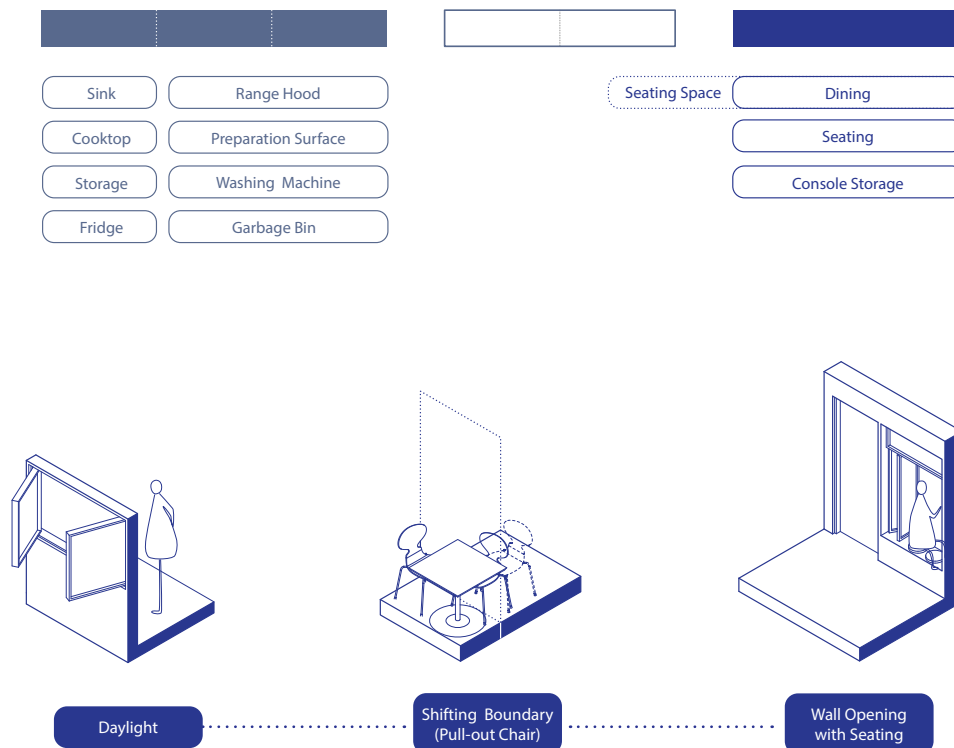 Sink
Range Hood
Seating Space
Dining
Cooktop
Preparation Surface
Seating
Storage
Washing Machine
Console Storage
Fridge
Garbage Bin
Daylight
Shifting Boundary
(Pull-out Chair)
Wall Opening
with Seating